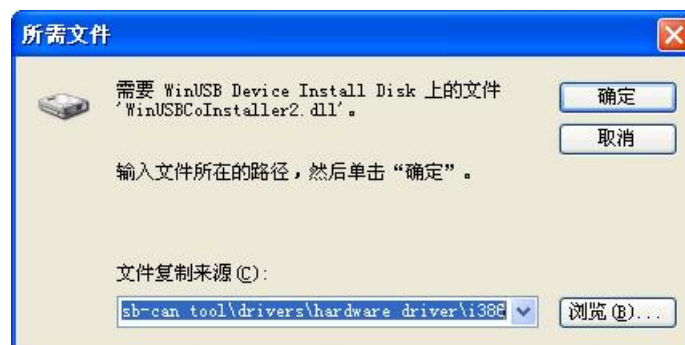 所需文件
需要 WinUSB Device Install Disk 上的文件
'WinUSBCoInstaller2.dll'。
确定
取消
输入文件所在的路径，然后单击“确定”。
文件复制来源(C):
sb-can tool\drivers\hardware driver\i386
浏览(B)...